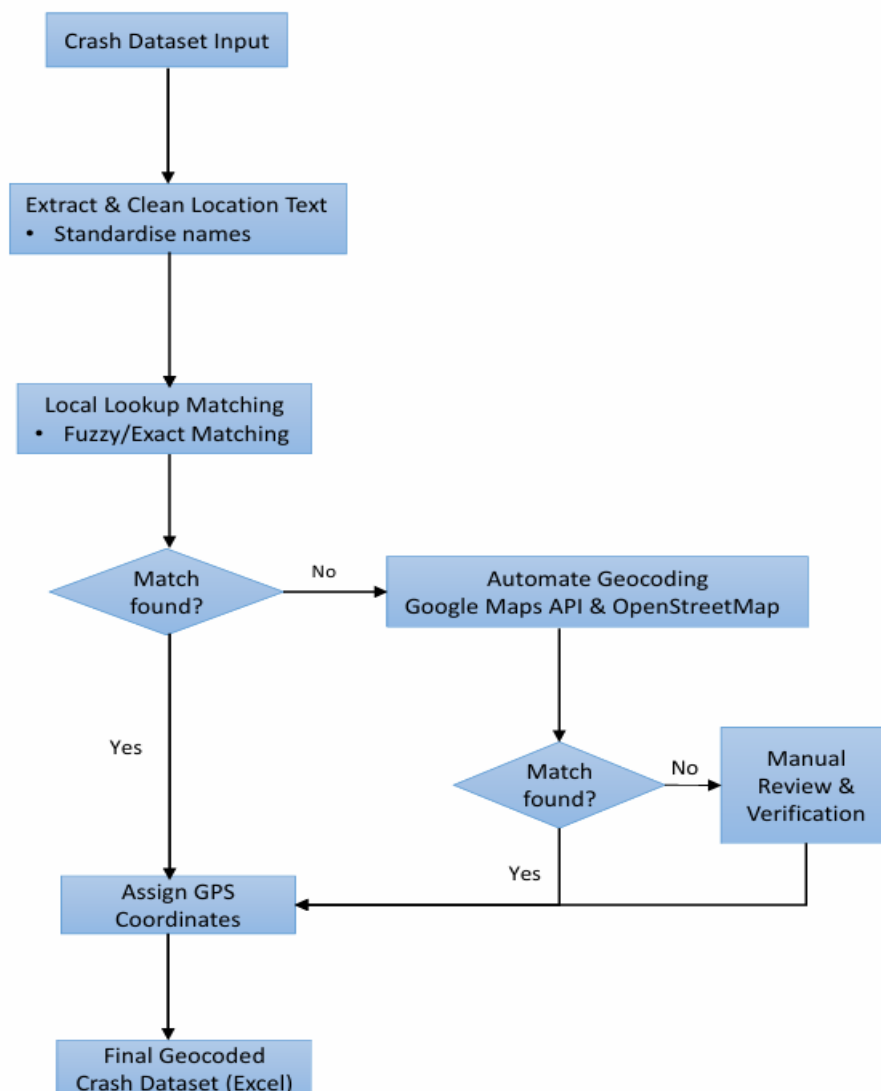 Crash Dataset Input
Extract & Clean Location Text
• Standardise names
Local Lookup Matching
• Fuzzy/Exact Matching
Match
found?
No
Automate Geocoding
Google Maps API & OpenStreetMap
Yes
Match
found?
No
Manual
Review &
Verification
Yes
Assign GPS
Coordinates
Final Geocoded
Crash Dataset (Excel)